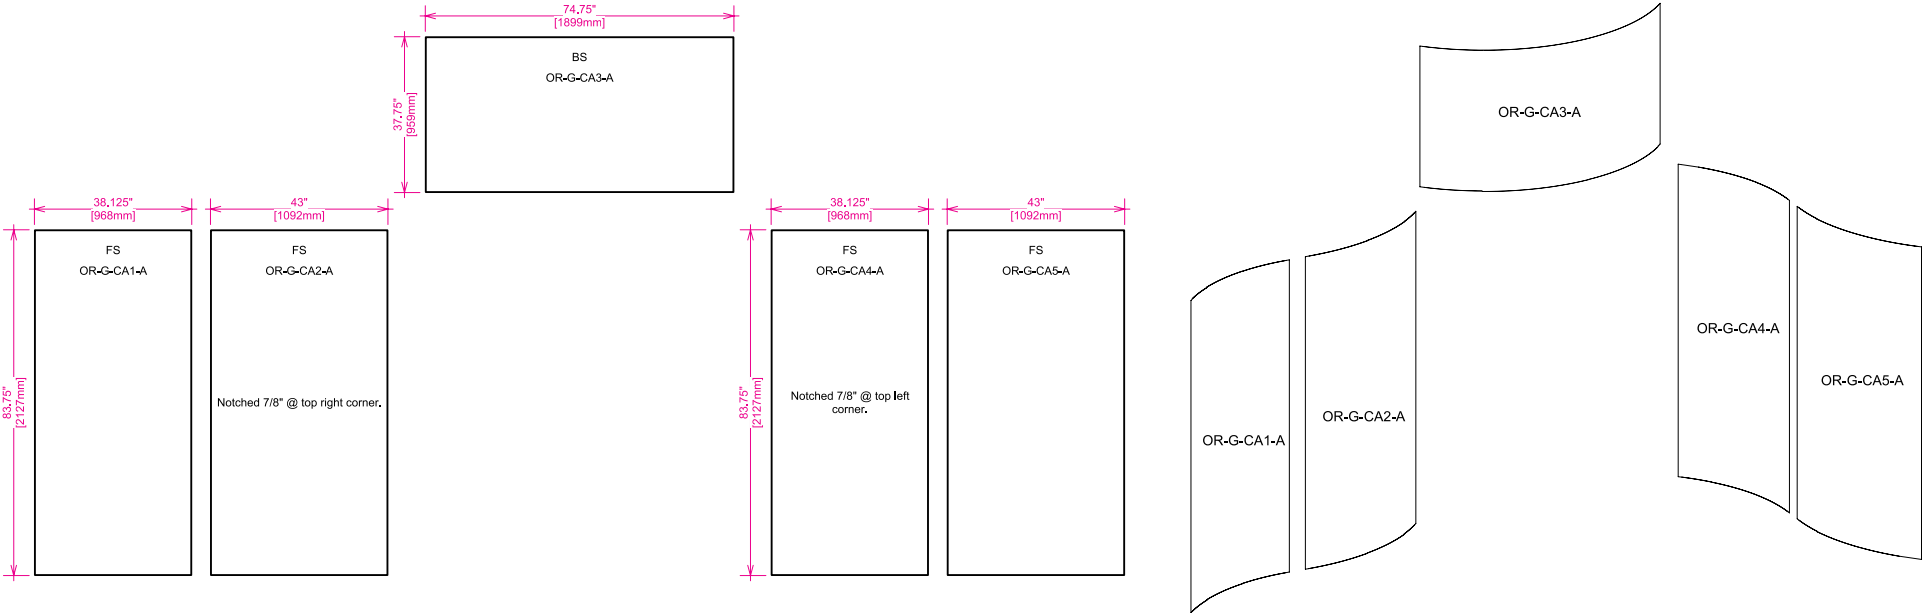 74.75"
[1899mm]
37.75"
[959mm]
BS
OR-G-CA3-A
38.125"
[968mm]
43"
[1092mm]
83.75"
[2127mm]
FS
OR-G-CA1-A
FS
OR-G-CA2-A
Notched 7/8" @ top right corner.
38.125"
[968mm]
43"
[1092mm]
83.75"
[2127mm]
FS
OR-G-CA4-A
Notched 7/8" @ top left
corner.
FS
OR-G-CA5-A
OR-G-CA3-A
OR-G-CA1-A
OR-G-CA2-A
OR-G-CA4-A
OR-G-CA5-A